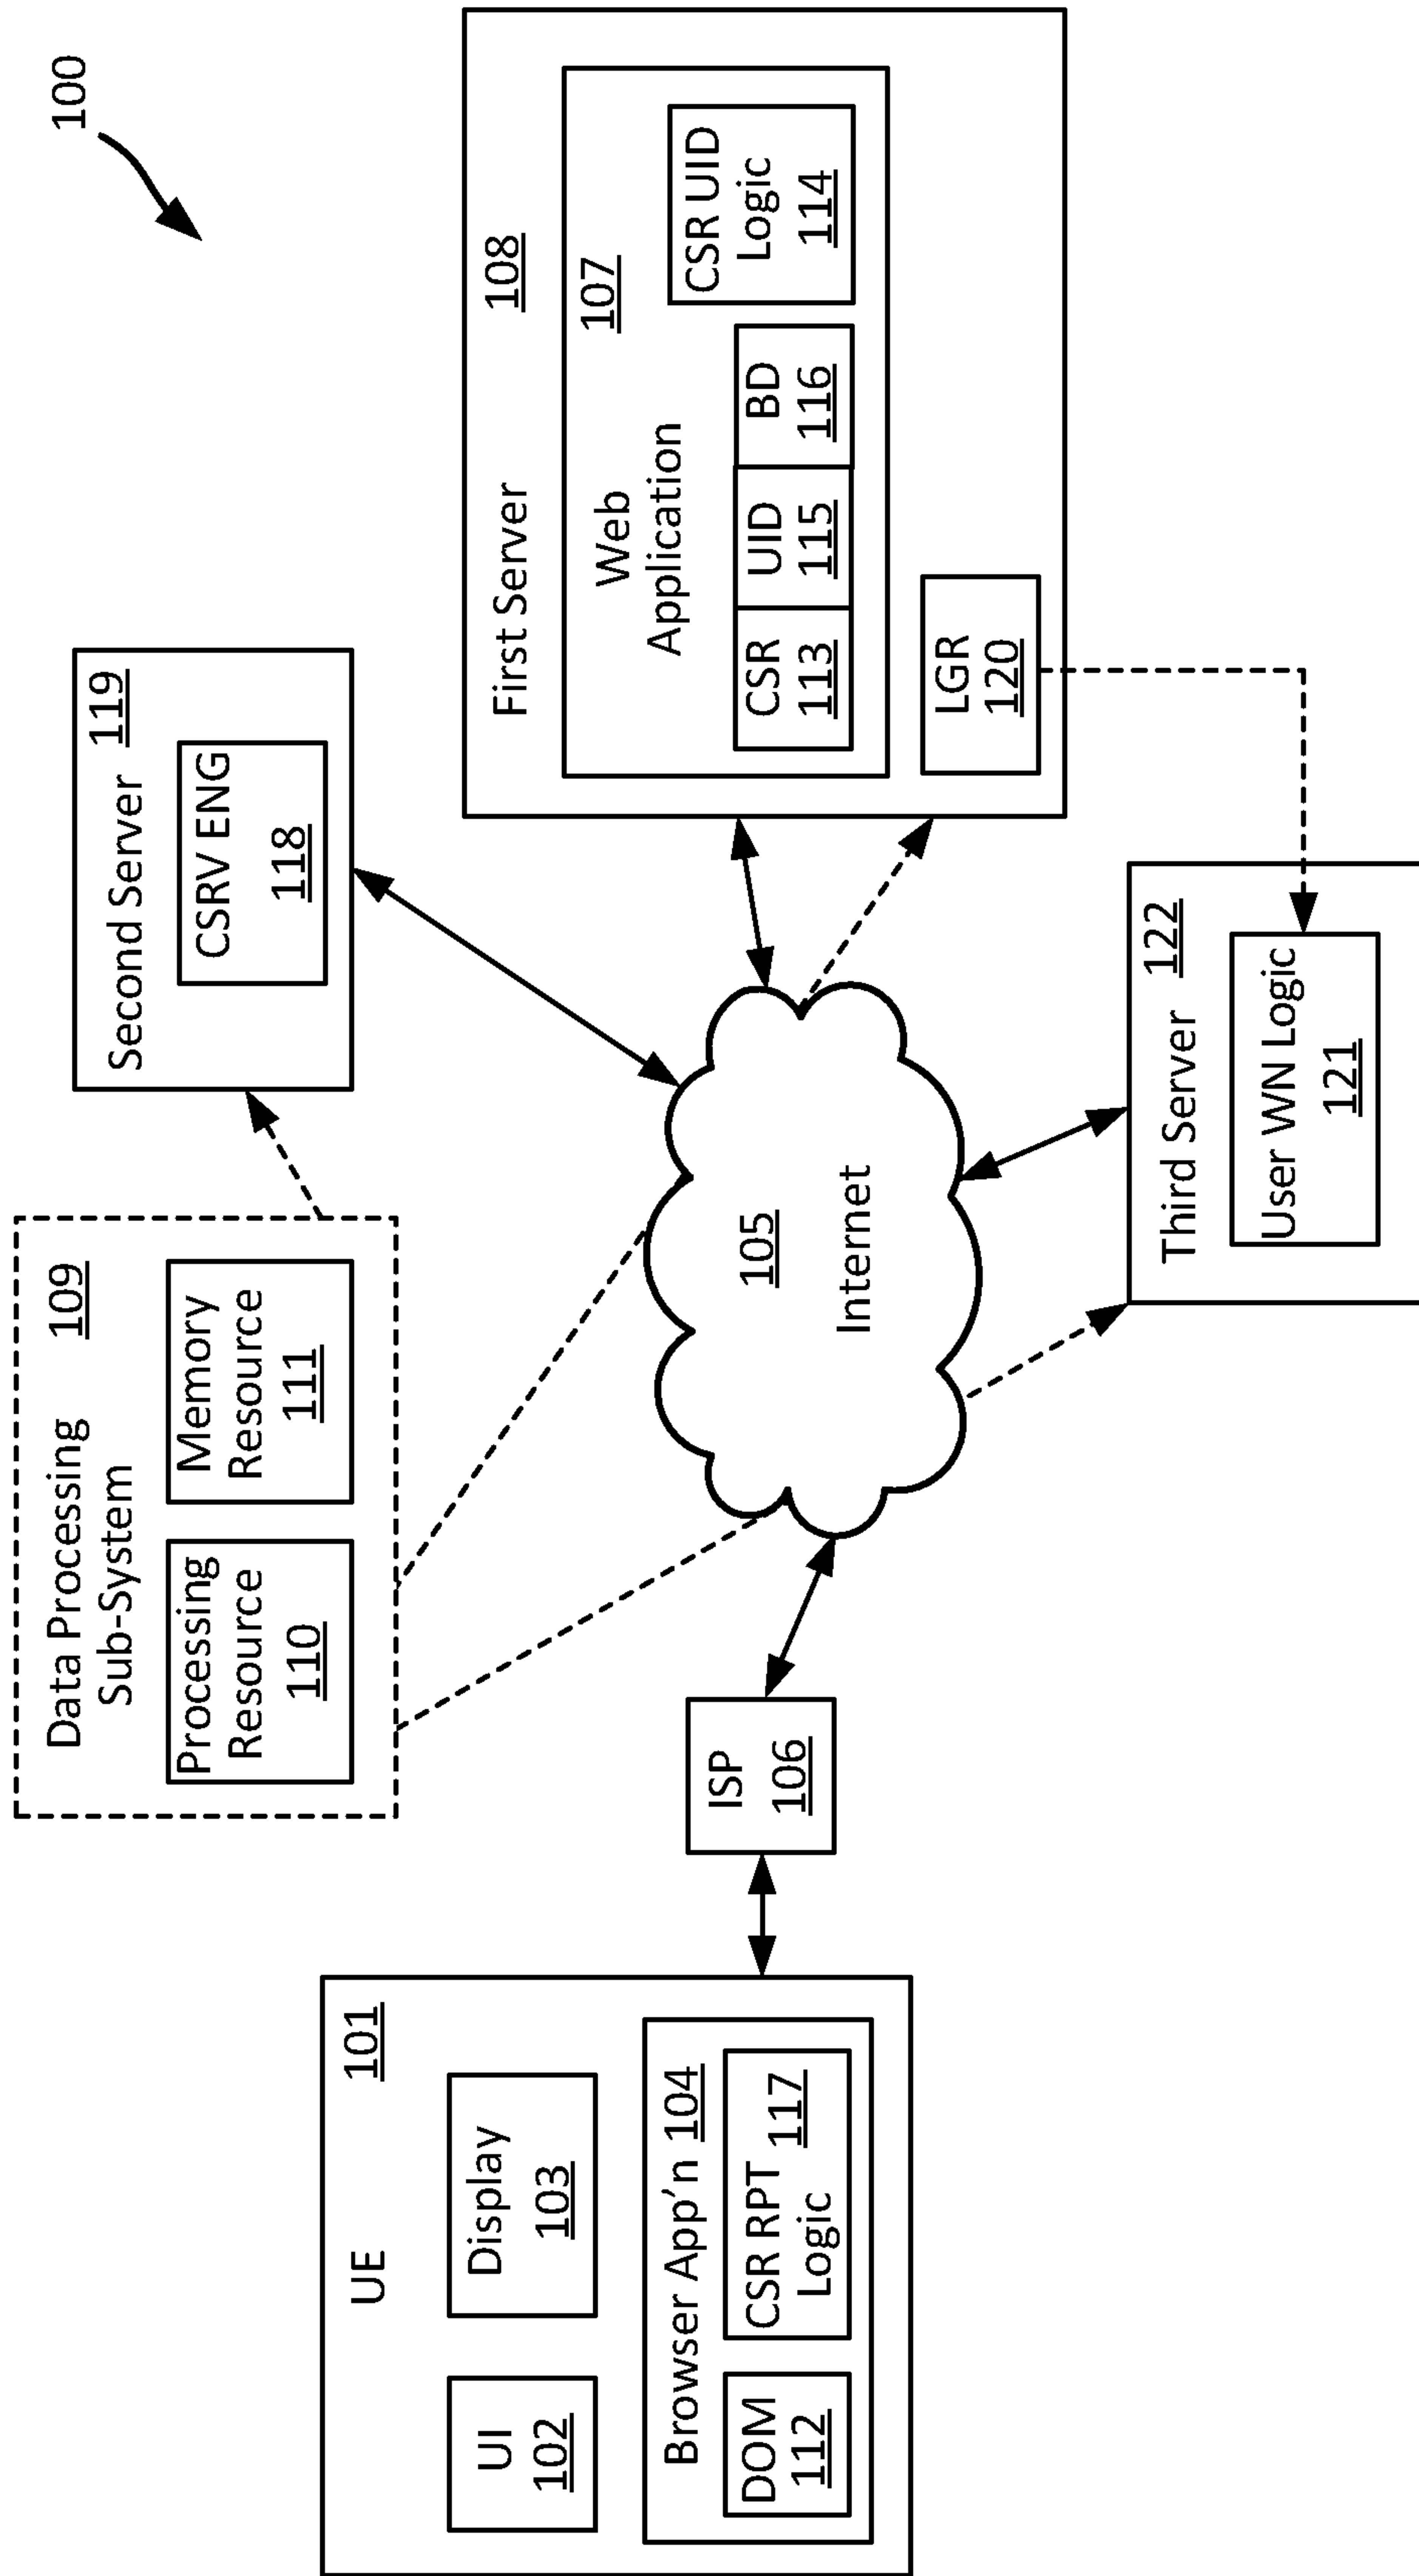 100
Data Processing
Sub-System
109
Processing
Resource
110
Memory
Resource
111
Second Server
119
CSRV ENG
118
First Server
108
Web
Application
107
CSR
113
UID
115
BD
116
CSR UID
Logic
114
LGR
120
UE
101
UI
102
Display
103
Browser App'n 104
DOM
112
CSR RPT
Logic
117
ISP
106
105
Internet
Third Server
122
User WN Logic
121